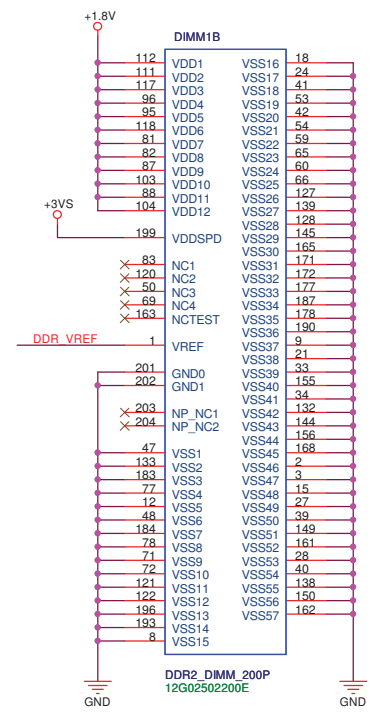 +1.8V
DIMM1B
112 VDD1 VSS16 18
111 VDD2 VSS17 24
117 VDD3 VSS18 41
96 VDD4 VSS19 53
95 VDD5 VSS20 42
118 VDD6 VSS21 54
81 VDD7 VSS22 59
82 VDD8 VSS23 65
87 VDD9 VSS24 60
103 VDD10 VSS25 66
88 VDD11 VSS26 127
104 VDD12 VSS27 139
+3VS
VSS28 128
199 VDDSPD VSS29 145
VSS30 165
83 NC1 VSS31 171
120 NC2 VSS32 172
50 NC3 VSS33 177
69 NC4 VSS34 187
163 NCTEST VSS35 178
VSS36 190
DDR_VREF 1 VREF VSS37 9
VSS38 21
201 GND0 VSS39 33
202 GND1 VSS40 155
VSS41 34
203 NP_NC1 VSS42 132
204 NP_NC2 VSS43 144
VSS44 156
47 VSS1 VSS45 168
133 VSS2 VSS46 2
183 VSS3 VSS47 3
77 VSS4 VSS48 15
12 VSS5 VSS49 27
48 VSS6 VSS50 39
184 VSS7 VSS51 149
78 VSS8 VSS52 161
71 VSS9 VSS53 28
72 VSS10 VSS54 40
121 VSS11 VSS55 138
122 VSS12 VSS56 150
196 VSS13 VSS57 162
193 VSS14
8 VSS15
DDR2_DIMM_200P
12G02502200E
GND GND